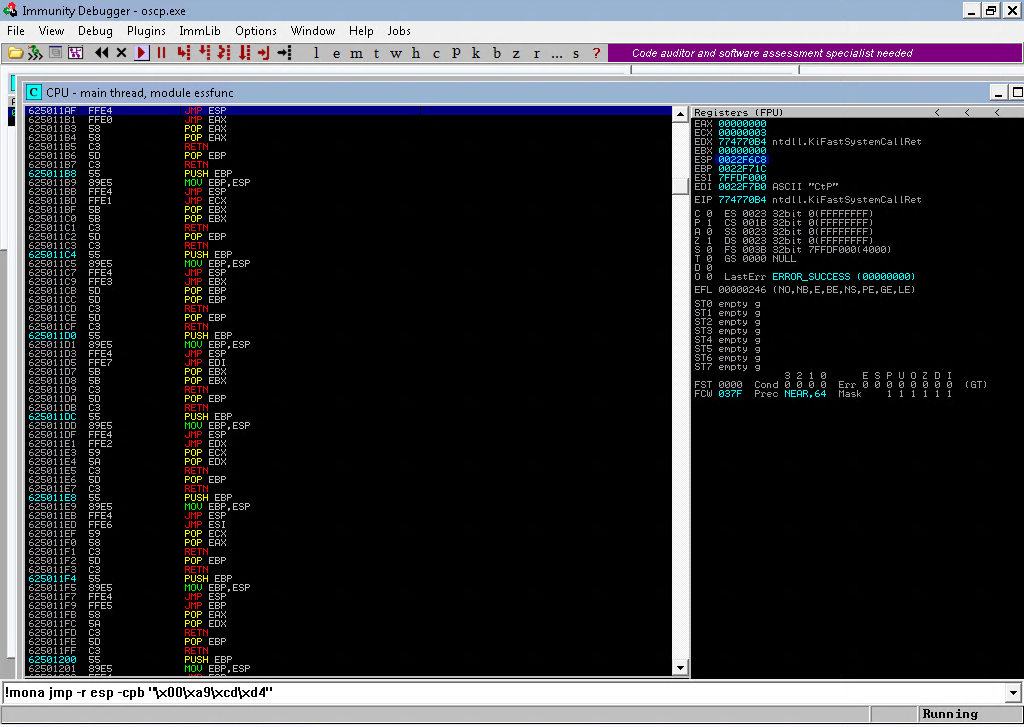 Immunity Debugger - oscp.exe
File View Debug Plugins ImmLib Options Window Help Jobs
l e m t w h c P k b z r ... s ? Code auditor and software assessment specialist needed
C CPU - main thread, module essfunc
625011AF FFE4 JMP ESP
625011B1 FFE0 JMP EAX
625011B3 58 POP EAX
625011B4 58 POP EAX
625011B5 C3 RETN
625011B6 5D POP EBP
625011B7 C3 RETN
625011B8 55 PUSH EBP
625011B9 89E5 MOV EBP,ESP
625011BB FFE4 JMP ESP
625011BD FFE1 JMP ECX
625011BF 5B POP EBX
625011C0 5B POP EBX
625011C1 C3 RETN
625011C2 5D POP EBP
625011C3 C3 RETN
625011C4 55 PUSH EBP
625011C5 89E5 MOV EBP,ESP
625011C7 FFE4 JMP ESP
625011C9 FFE3 JMP EBX
625011CB 5D POP EBP
625011CC 5D POP EBP
625011CD C3 RETN
625011CE 5D POP EBP
625011CF C3 RETN
625011D0 55 PUSH EBP
625011D1 89E5 MOV EBP,ESP
625011D3 FFE4 JMP ESP
625011D5 FFE7 JMP EDI
625011D7 5B POP EBX
625011D8 5B POP EBX
625011D9 C3 RETN
625011DA 5D POP EBP
625011DB C3 RETN
625011DC 55 PUSH EBP
625011DD 89E5 MOV EBP,ESP
625011DF FFE4 JMP ESP
625011E1 FFE2 JMP EDX
625011E3 59 POP ECX
625011E4 5A POP EDX
625011E5 C3 RETN
625011E6 5D POP EBP
625011E7 C3 RETN
625011E8 55 PUSH EBP
625011E9 89E5 MOV EBP,ESP
625011EB FFE4 JMP ESP
625011ED FFE6 JMP ESI
625011EF 59 POP ECX
625011F0 58 POP EAX
625011F1 C3 RETN
625011F2 5D POP EBP
625011F3 C3 RETN
625011F4 55 PUSH EBP
625011F5 89E5 MOV EBP,ESP
625011F7 FFE4 JMP ESP
625011F9 FFE5 JMP EBP
625011FB 58 POP EAX
625011FC 5A POP EDX
625011FD C3 RETN
625011FE 5D POP EBP
625011FF C3 RETN
62501200 55 PUSH EBP
62501201 89E5 MOV EBP,ESP
Registers (FPU) < < <
EAX 00000000
ECX 00000003
EDX 774770B4 ntdll.KiFastSystemCallRet
EBX 00000000
ESP 0022F6C8
EBP 0022F71C
ESI 7FFDF000
EDI 0022F7B0 ASCII "CtP"
EIP 774770B4 ntdll.KiFastSystemCallRet
C 0 ES 0023 32bit 0(FFFFFFFF)
P 1 CS 001B 32bit 0(FFFFFFFF)
A 0 SS 0023 32bit 0(FFFFFFFF)
Z 1 DS 0023 32bit 0(FFFFFFFF)
S 0 FS 003B 32bit 7FFDF000(4000)
T 0 GS 0000 NULL
D 0
O 0 LastErr ERROR_SUCCESS (00000000)
EFL 00000246 (NO,NB,E,BE,NS,PE,GE,LE)
ST0 empty g
ST1 empty g
ST2 empty g
ST3 empty g
ST4 empty g
ST5 empty g
ST6 empty g
ST7 empty g
3 2 1 0 E S P U O Z D I
FST 0000 Cond 0 0 0 0 Err 0 0 0 0 0 0 0 0 (GT)
FCW 037F Prec NEAR,64 Mask 1 1 1 1 1 1
!mona jmp -r esp -cpb "\x00\xa9\xcd\xd4"
Running